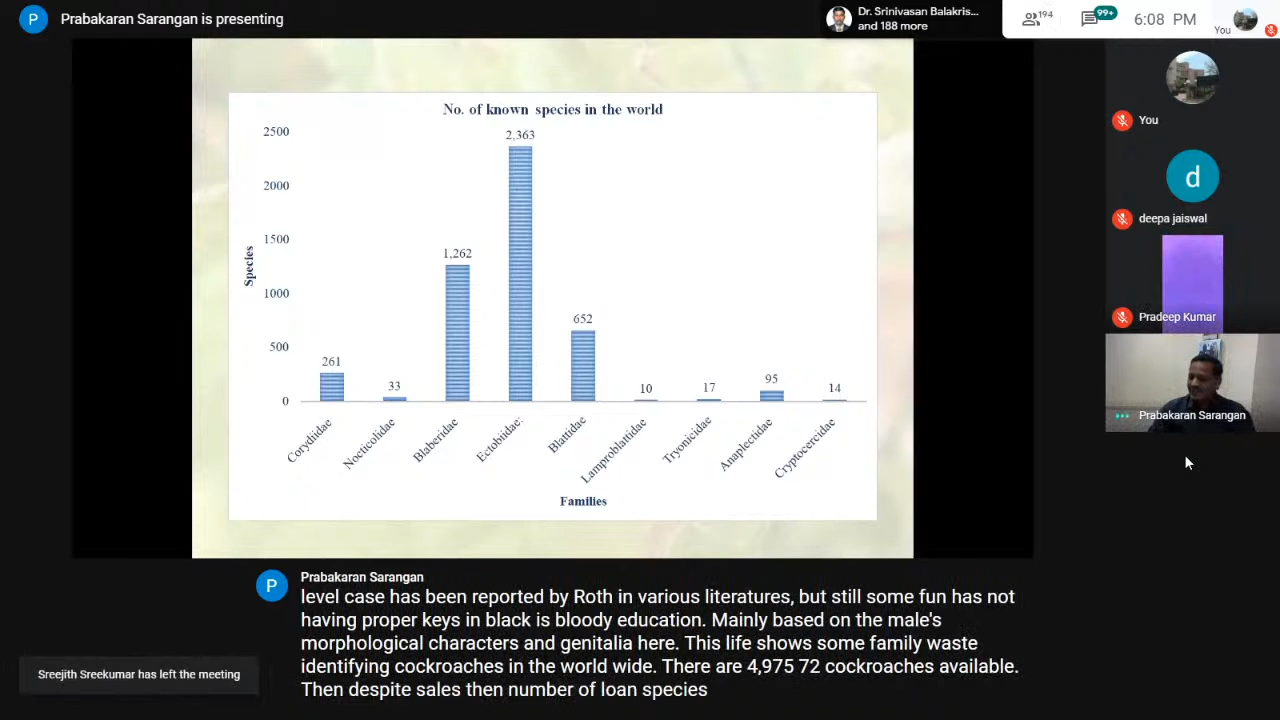 P
Prabakaran Sarangan is presenting
Dr. Srinivasan Balakris...
and 188 more
194
99+
6:08 PM
You
No. of known species in the world
2500
2000
1500
1000
500
0
Species
261
33
1,262
2,363
652
10
17
95
14
Corydiidae
Nocticolidae
Blaberidae
Ectobiidae:
Blattidae
Lamproblattidae
Tryonicidae
Anaplectidae
Cryptocercidae
Families
You
d
deepa jaiswal
Pradeep Kumar
Prabakaran Sarangan
P
Prabakaran Sarangan
level case has been reported by Roth in various literatures, but still some fun has not
having proper keys in black is bloody education. Mainly based on the male's
morphological characters and genitalia here. This life shows some family waste
identifying cockroaches in the world wide. There are 4,975 72 cockroaches available.
Then despite sales then number of loan species
Sreejith Sreekumar has left the meeting